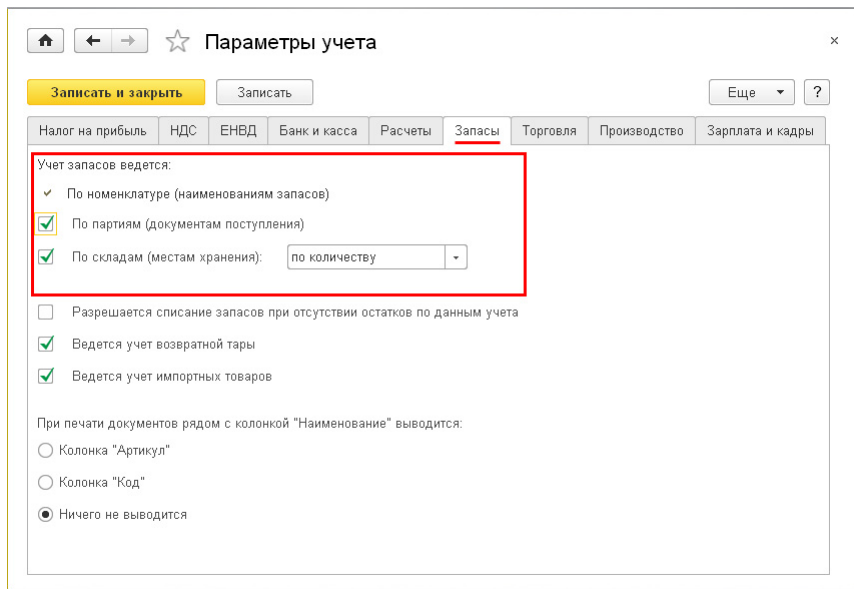 Параметры учета
×
Записать и закрыть Записать Еще ?
Налог на прибыль НДС ЕНВД Банк и касса Расчеты Запасы Торговля Производство Зарплата и кадры
Учет запасов ведется:
По номенклатуре (наименованиям запасов)
По партиям (документам поступления)
По складам (местам хранения): по количеству
Разрешается списание запасов при отсутствии остатков по данным учета
Ведется учет возвратной тары
Ведется учет импортных товаров
При печати документов рядом с колонкой "Наименование" выводится:
Колонка "Артикул"
Колонка "Код"
Ничего не выводится